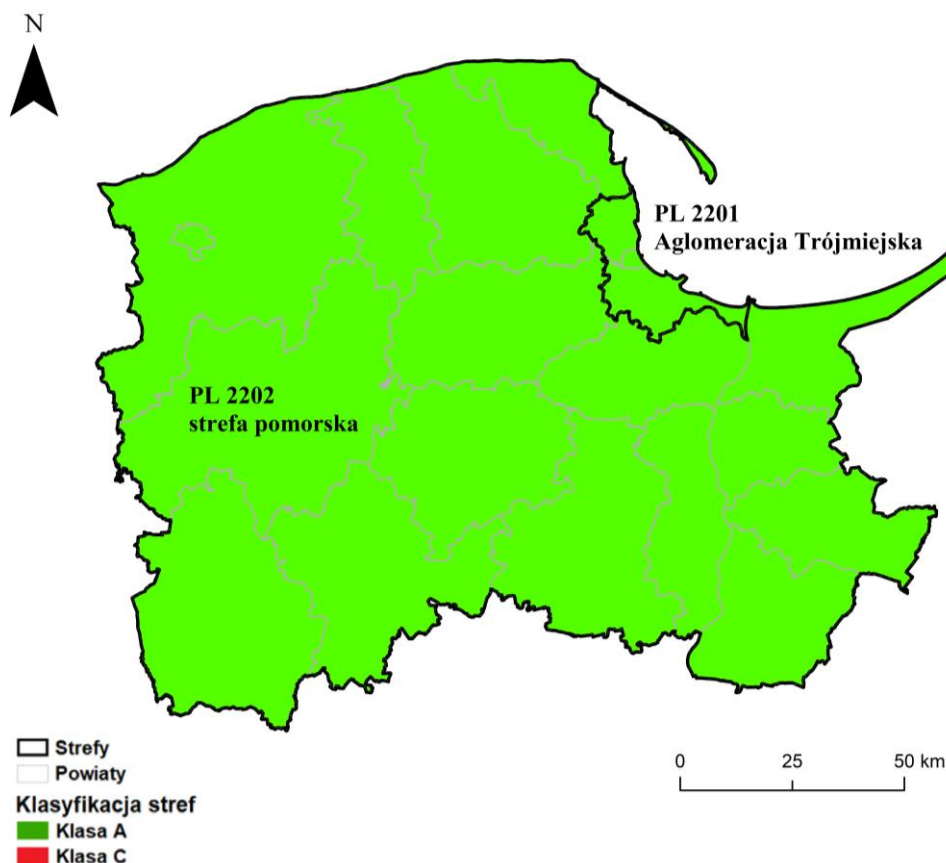 N
PL 2201
Aglomeracja Trójmiejska
PL 2202
strefa pomorska
Strefy
Powiaty
Klasyfikacja stref
Klasa A
Klasa C
0 25 50 km